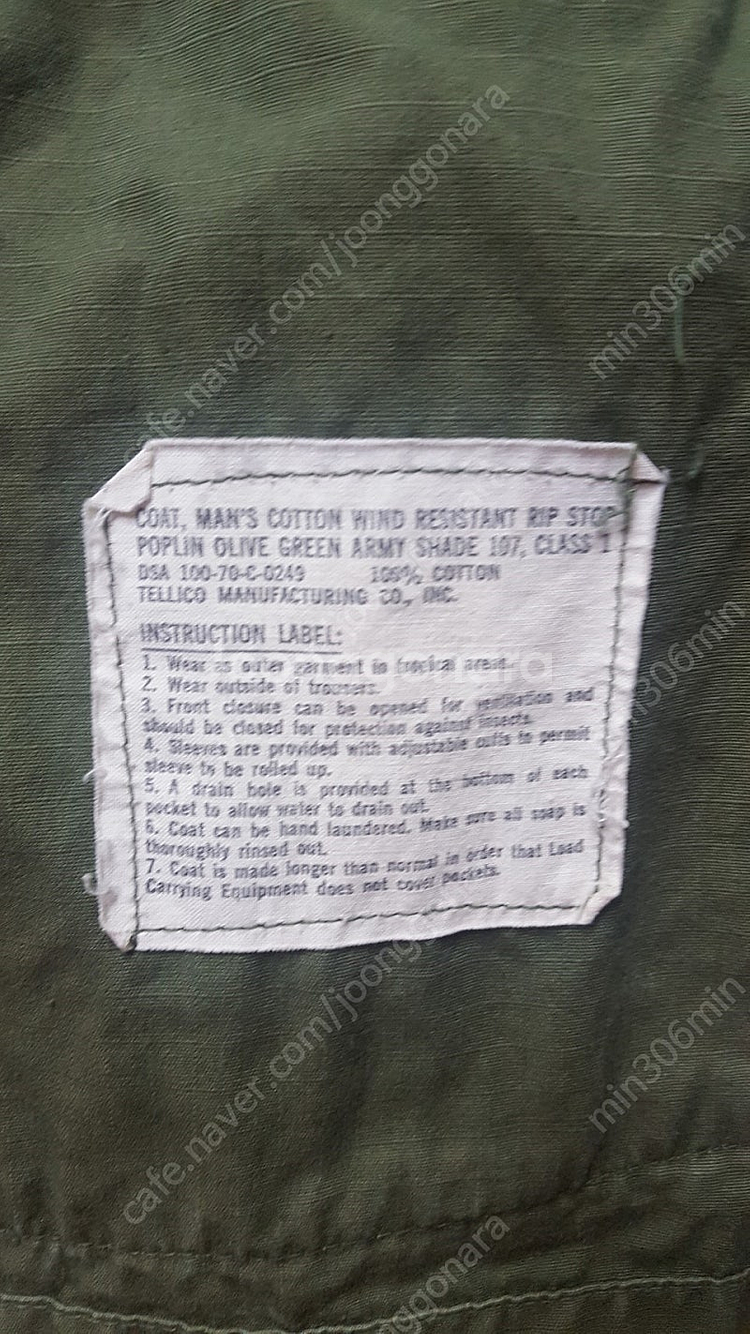 COAT, MAN'S COTTON WIND RESISTANT RIP STOP
POPLIN OLIVE GREEN ARMY SHADE 107, CLASS 1
DSA 100-70-C-0249 100% COTTON
TELLICO MANUFACTURING CO., INC.
INSTRUCTION LABEL:
1. Wear as outer garment in tropical areas.
2. Wear outside of trousers.
3. Front closure can be opened for ventilation and
should be closed for protection against insects.
4. Sleeves are provided with adjustable cuffs to permit
sleeve to be rolled up.
5. A drain hole is provided at the bottom of each
pocket to allow water to drain out.
6. Coat can be hand laundered. Make sure all soap is
thoroughly rinsed out.
7. Coat is made longer than normal in order that Load
Carrying Equipment does not cover pockets.
cafe.naver.com/joonggonara
min306min
min306min
cafe.naver.com/joonggonara
min306min
joonggonara